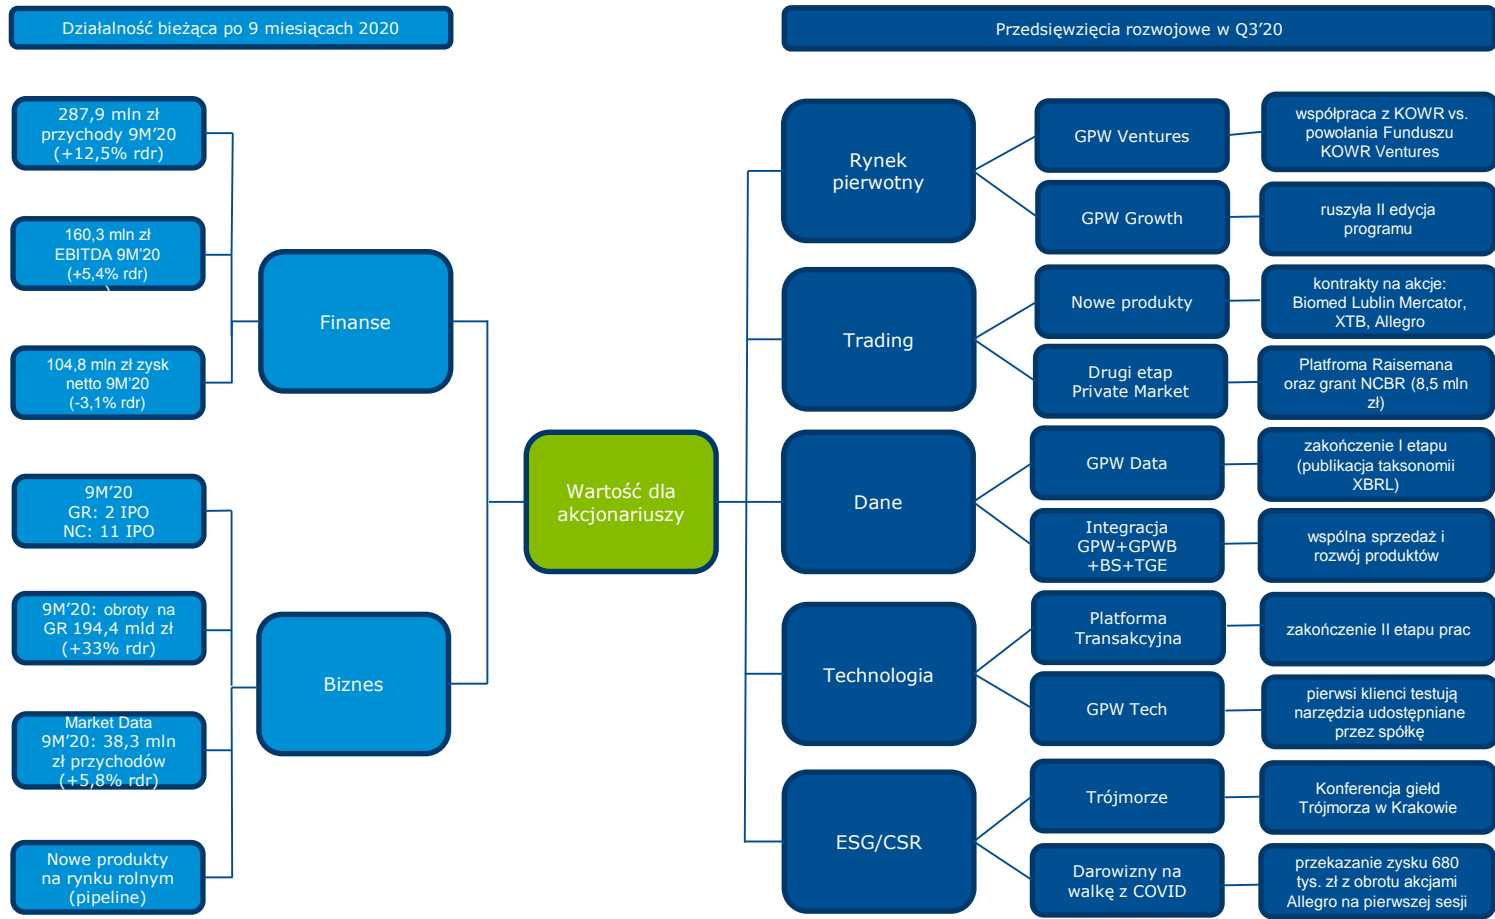 Działalność bieżąca po 9 miesiącach 2020
Przedsięwzięcia rozwojowe w Q3’20
287,9 mln zł
przychody 9M’20
(+12,5% rdr)
160,3 mln zł
EBITDA 9M’20
(+5,4% rdr)
)
104,8 mln zł zysk
netto 9M’20
(-3,1% rdr)
Finanse
9M’20
GR: 2 IPO
NC: 11 IPO
9M’20: obroty na
GR 194,4 mld zł
(+33% rdr)
Market Data
9M’20: 38,3 mln
zł przychodów
(+5,8% rdr)
Nowe produkty
na rynku rolnym
(pipeline)
Biznes
Wartość dla
akcjonariuszy
Rynek
pierwotny
GPW Ventures
współpraca z KOWR vs.
powołania Funduszu
KOWR Ventures
GPW Growth
ruszyła II edycja
programu
Trading
Nowe produkty
kontrakty na akcje:
Biomed Lublin Mercator,
XTB, Allegro
Drugi etap
Private Market
Platfroma Raisemana
oraz grant NCBR (8,5 mln
zł)
Dane
GPW Data
zakończenie I etapu
(publikacja taksonomii
XBRL)
Integracja
GPW+GPWB
+BS+TGE
wspólna sprzedaż i
rozwój produktów
Technologia
Platforma
Transakcyjna
zakończenie II etapu prac
GPW Tech
pierwsi klienci testują
narzędzia udostępniane
przez spółkę
ESG/CSR
Trójmorze
Konferencja giełd
Trójmorza w Krakowie
Darowizny na
walkę z COVID
przekazanie zysku 680
tys. zł z obrotu akcjami
Allegro na pierwszej sesji